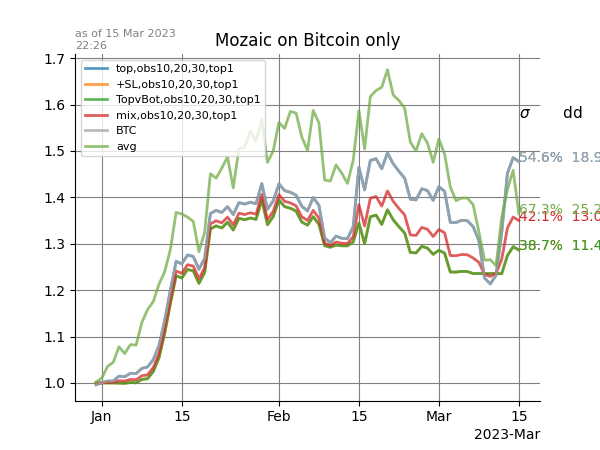 as of 15 Mar 2023
22:26
Mozaic on Bitcoin only
1.7
1.6
1.5
1.4
1.3
1.2
1.1
1.0
top,obs10,20,30,top1
+SL,obs10,20,30,top1
TopvBot,obs10,20,30,top1
mix,obs10,20,30,top1
BTC
avg
σ dd
54.6% 18.9
67.3% 25.2
42.1% 13.0
38.7% 11.4
Jan 15 Feb 15 Mar 15
2023-Mar